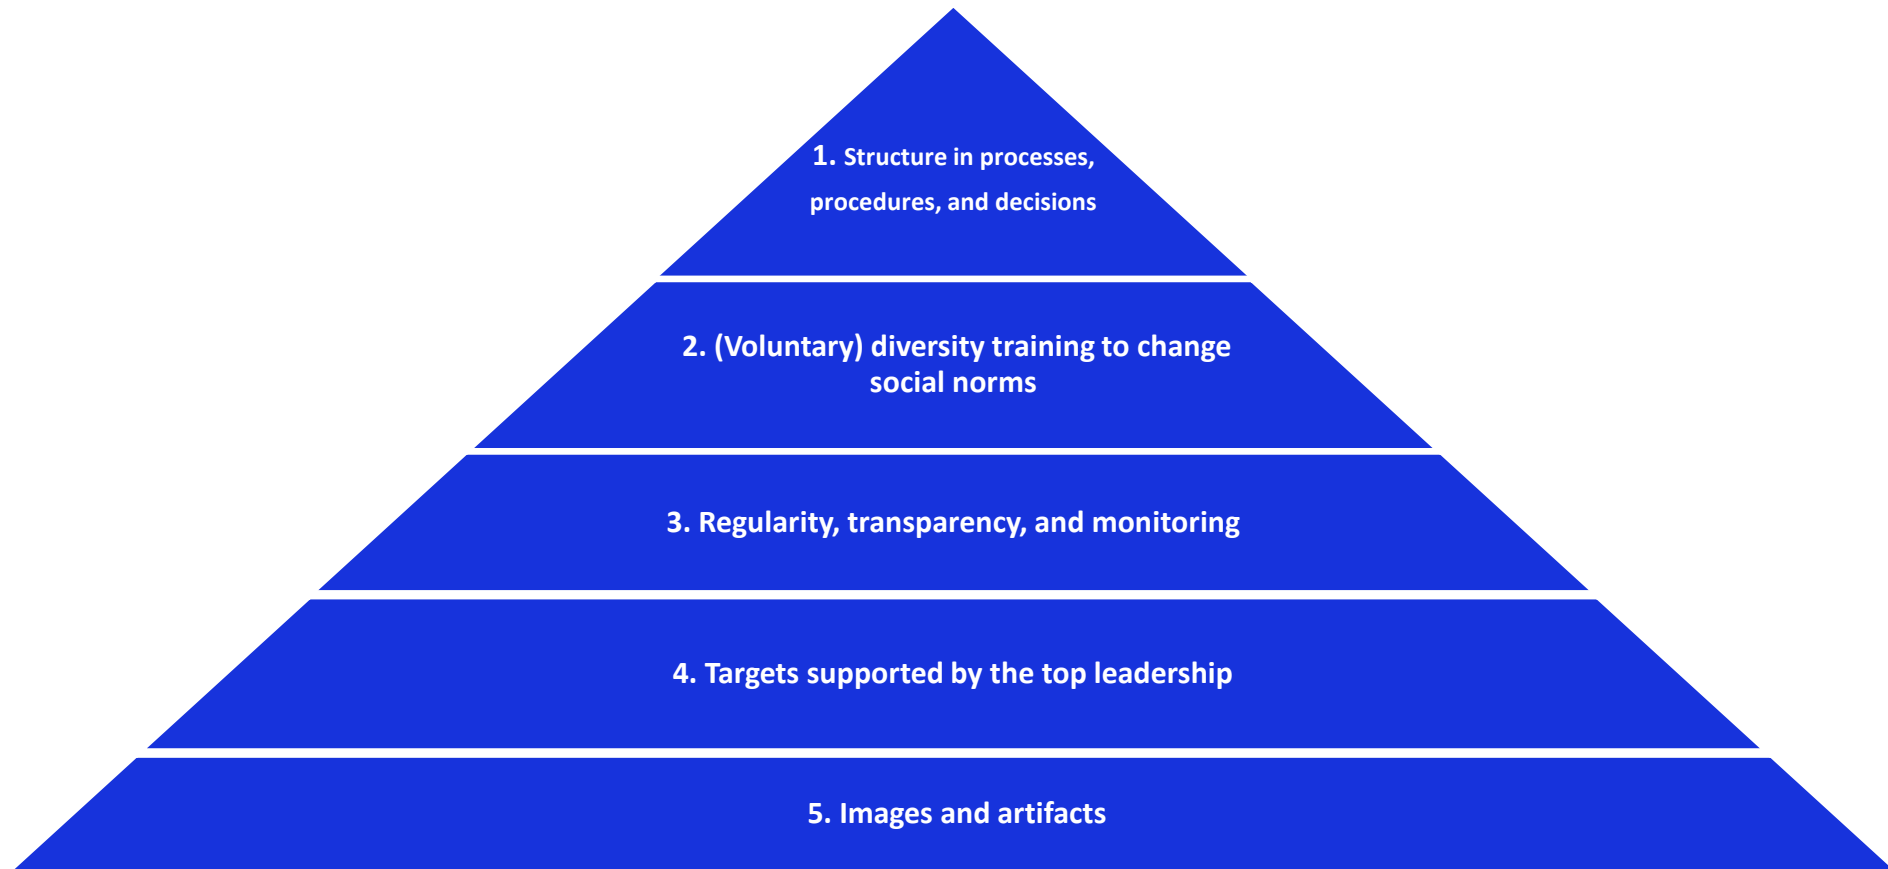 1. Structure in processes,
procedures, and decisions
2. (Voluntary) diversity training to change
social norms
3. Regularity, transparency, and monitoring
4. Targets supported by the top leadership
5. Images and artifacts